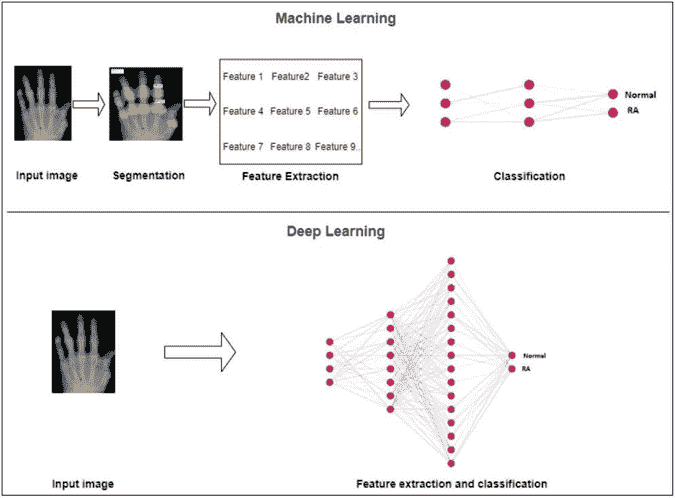 Machine Learning
Feature 1 Feature2 Feature 3
Feature 4 Feature 5 Feature 6
Feature 7 Feature 8 Feature 9..
Normal
RA
Input image Segmentation Feature Extraction Classification
Deep Learning
Normal
RA
Input image Feature extraction and classification